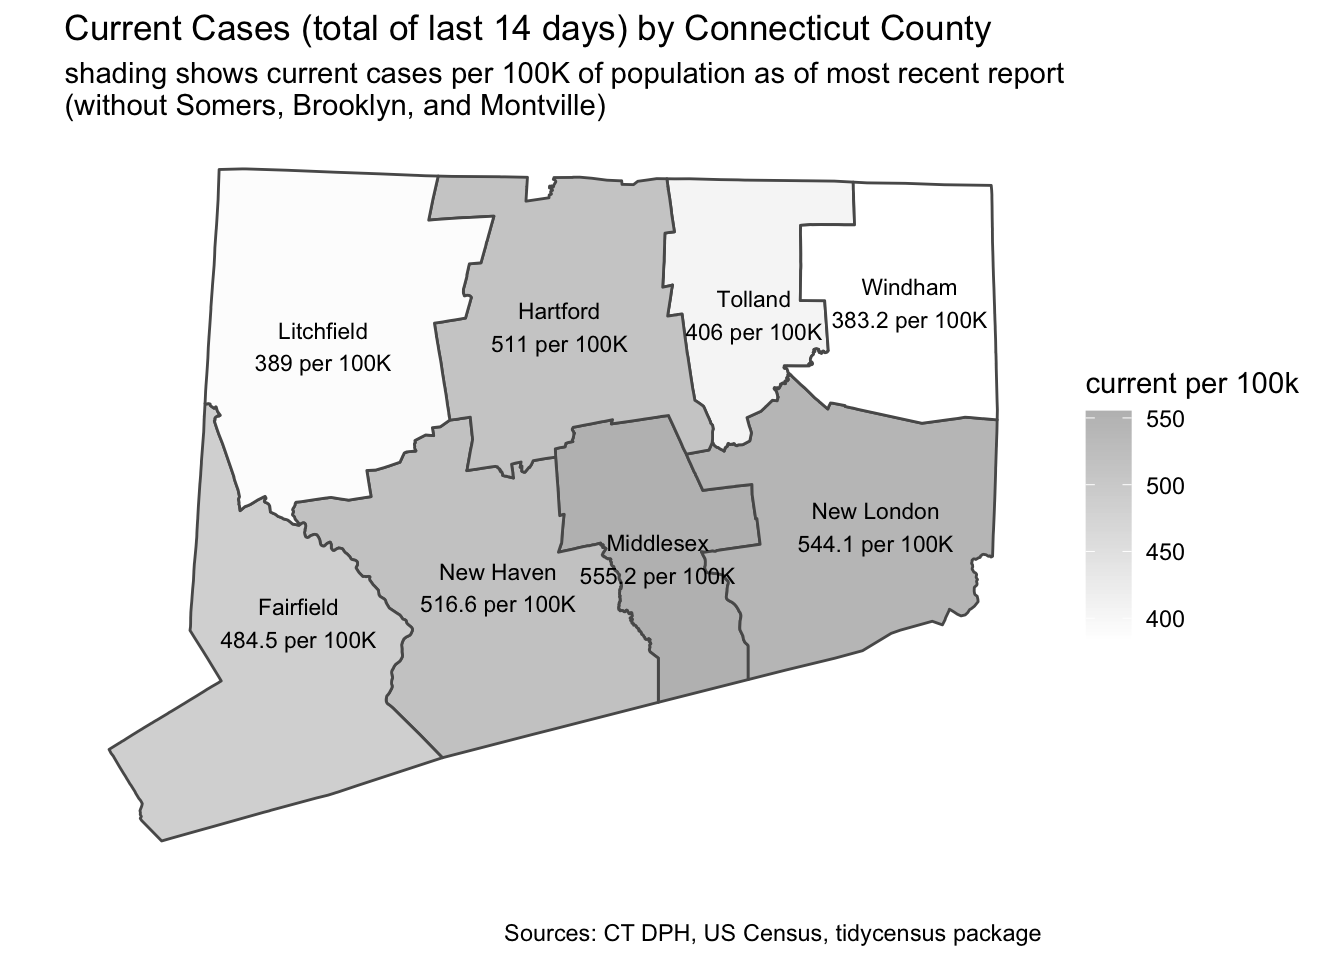 Current Cases (total of last 14 days) by Connecticut County
shading shows current cases per 100K of population as of most recent report
(without Somers, Brooklyn, and Montville)
Litchfield
389 per 100K
Hartford
511 per 100K
Tolland
406 per 100K
Windham
383.2 per 100K
Fairfield
484.5 per 100K
New Haven
516.6 per 100K
Middlesex
555.2 per 100K
New London
544.1 per 100K
current per 100k
550
500
450
400
Sources: CT DPH, US Census, tidycensus package